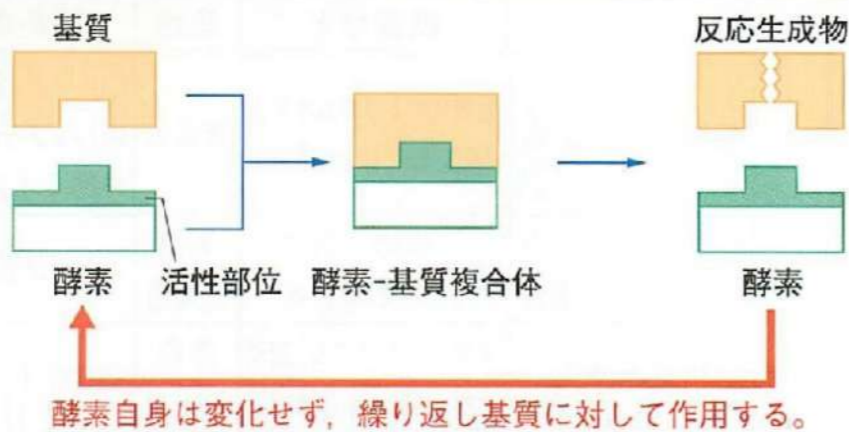 基質
反応生成物
酵素
活性部位
酵素-基質複合体
酵素
酵素自身は変化せず，繰り返し基質に対して作用する。